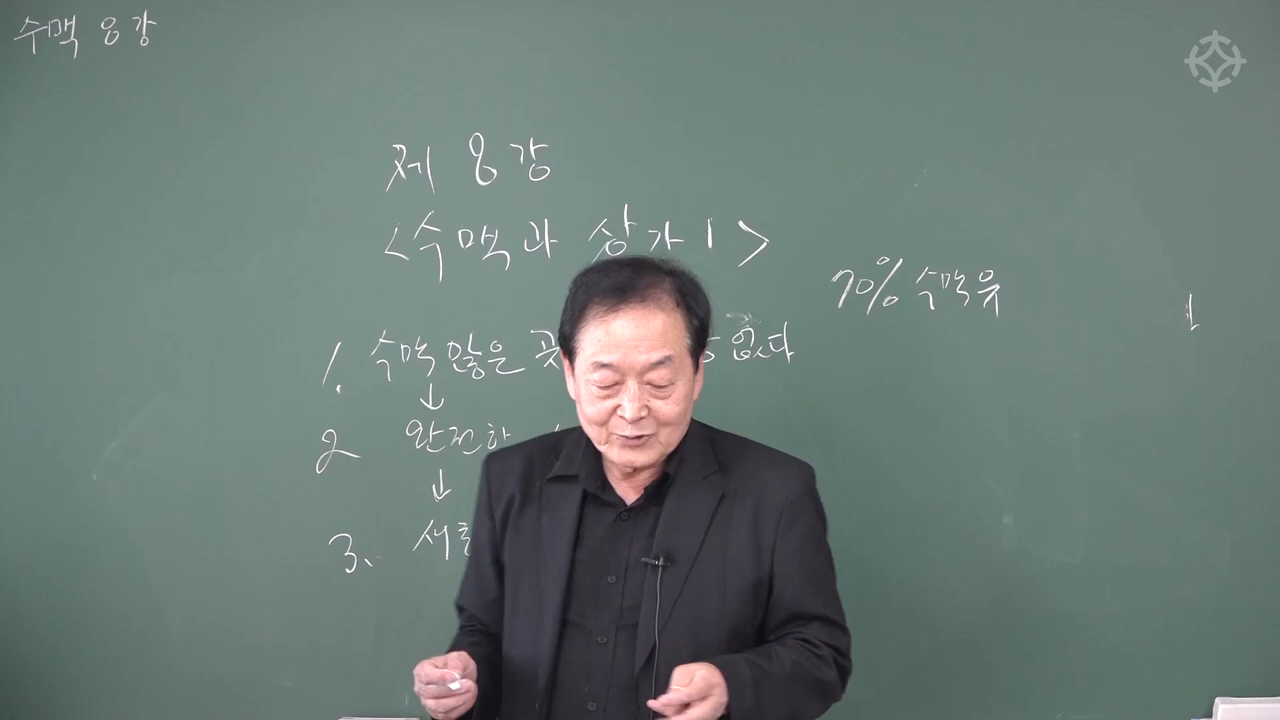 수맥 8강
제 8강
<수맥과 상가 1>
70% 수맥 유
1
1. 수맥 않은 곳 없다
2 완전한
3. 새